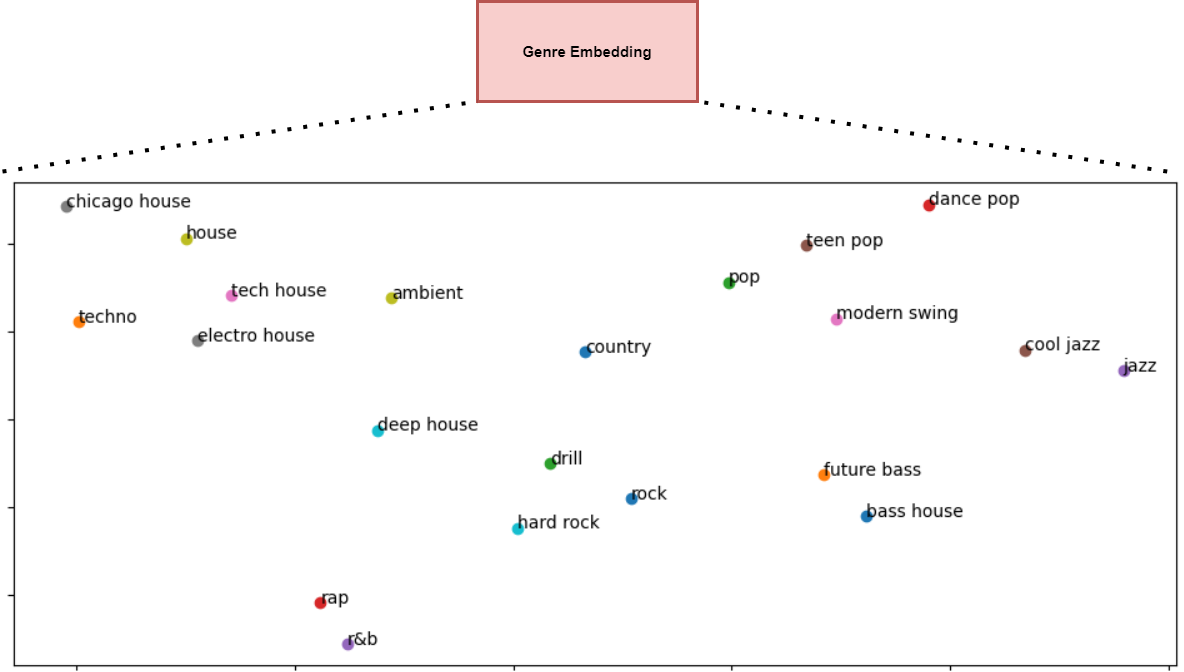 Genre Embedding
chicago house
dance pop
house
teen pop
pop
tech house
ambient
modern swing
techno
electro house
country
cool jazz
jazz
deep house
drill
future bass
rock
bass house
hard rock
rap
r&b